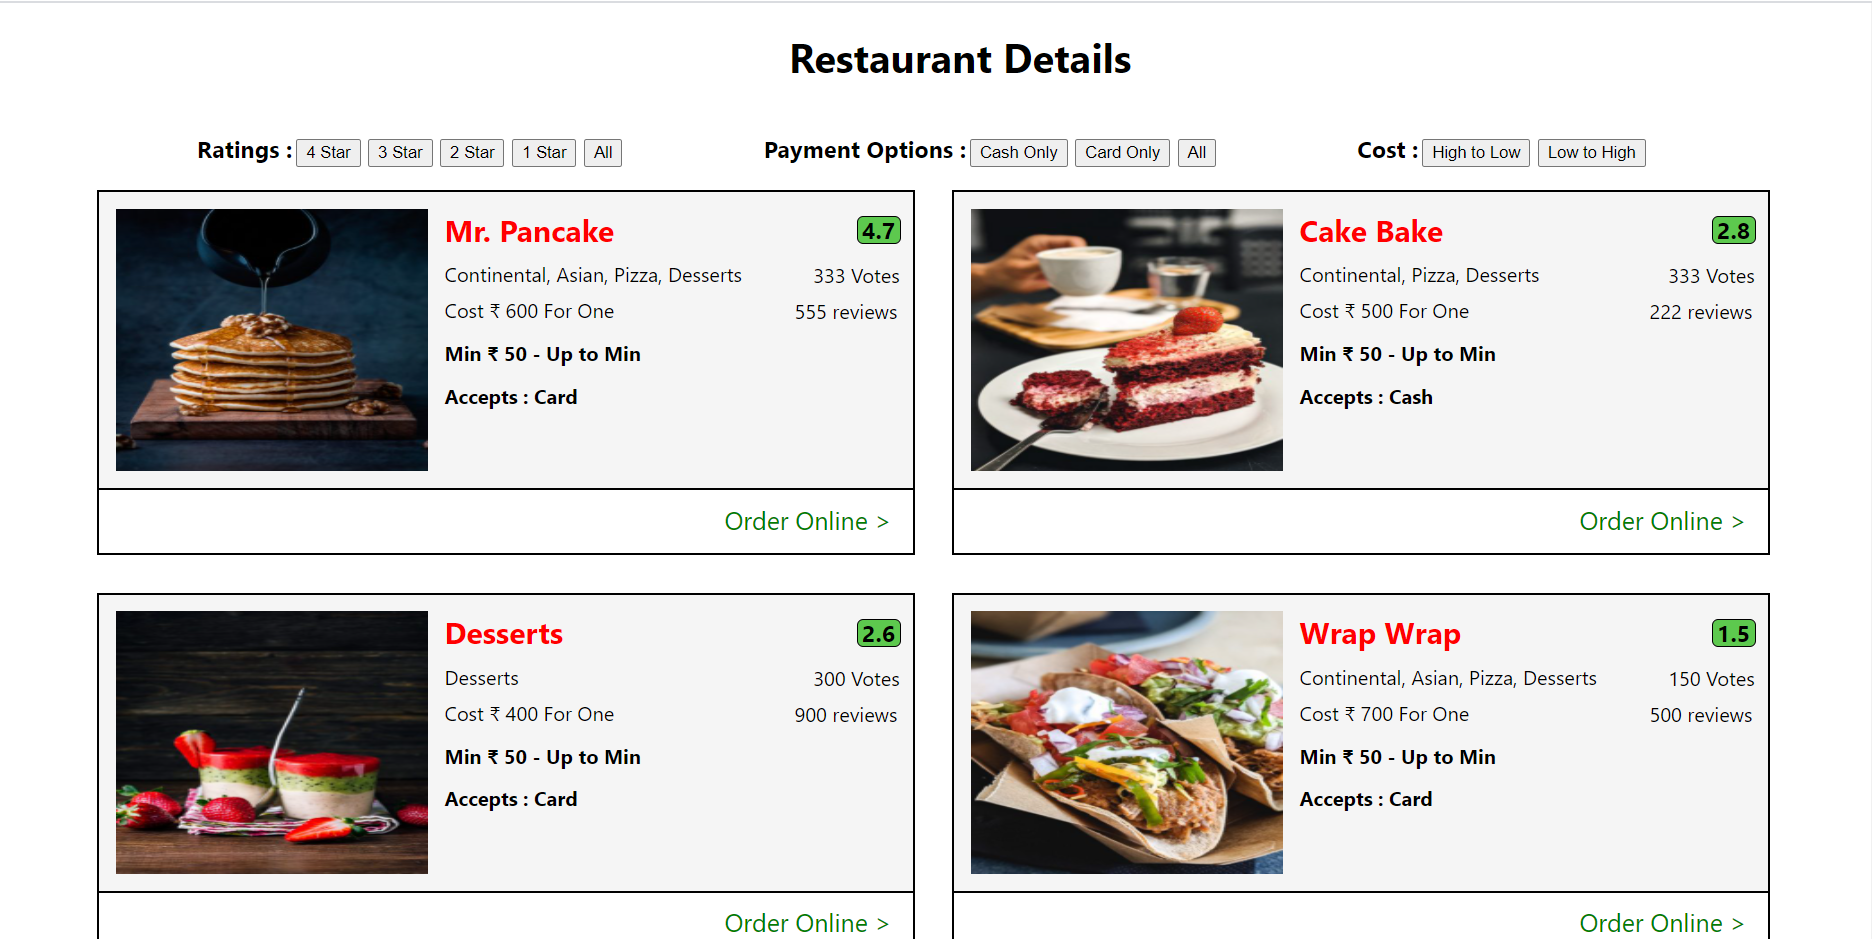 Restaurant Details
Ratings : 4 Star 3 Star 2 Star 1 Star All
Payment Options : Cash Only Card Only All
Cost : High to Low Low to High
Mr. Pancake 4.7
Continental, Asian, Pizza, Desserts 333 Votes
Cost ₹ 600 For One 555 reviews
Min ₹ 50 - Up to Min
Accepts : Card
Order Online >
Cake Bake 2.8
Continental, Pizza, Desserts 333 Votes
Cost ₹ 500 For One 222 reviews
Min ₹ 50 - Up to Min
Accepts : Cash
Order Online >
Desserts 2.6
Desserts 300 Votes
Cost ₹ 400 For One 900 reviews
Min ₹ 50 - Up to Min
Accepts : Card
Order Online >
Wrap Wrap 1.5
Continental, Asian, Pizza, Desserts 150 Votes
Cost ₹ 700 For One 500 reviews
Min ₹ 50 - Up to Min
Accepts : Card
Order Online >